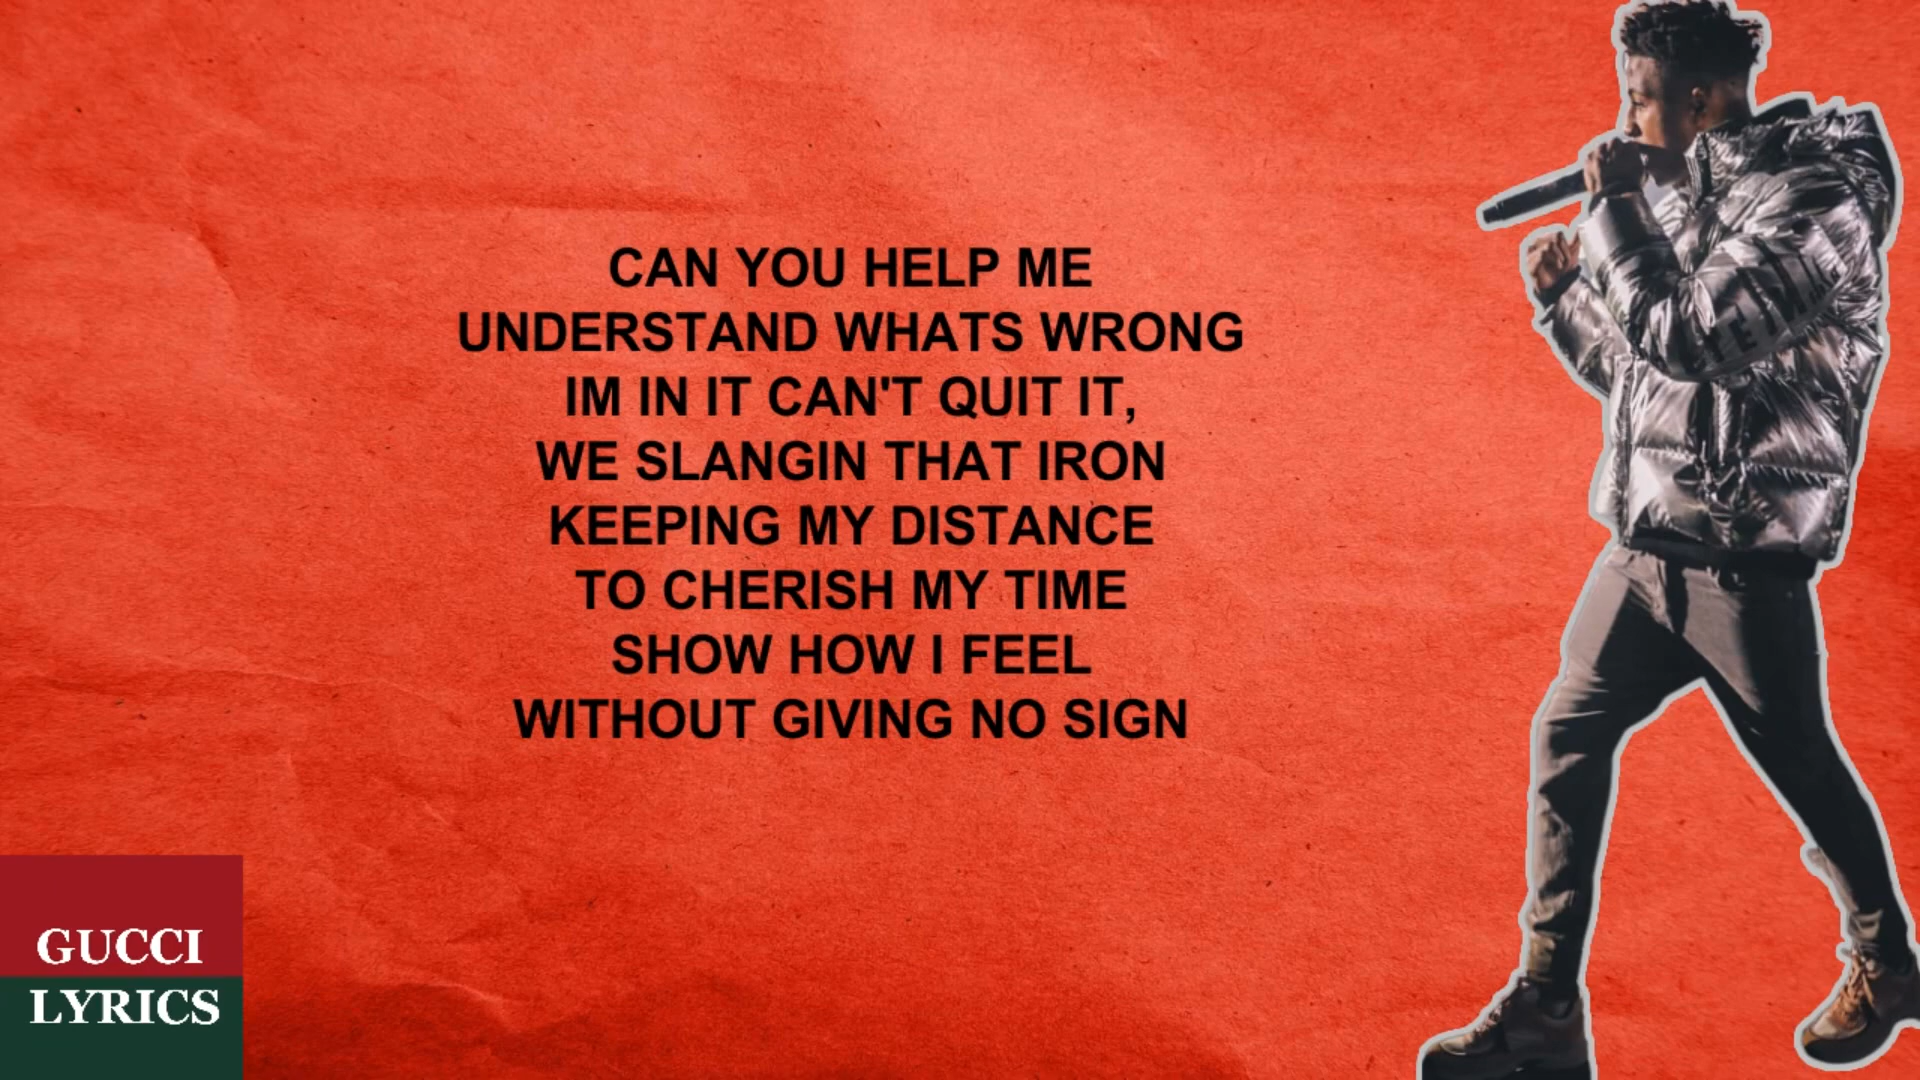 CAN YOU HELP ME
UNDERSTAND WHATS WRONG
IM IN IT CAN'T QUIT IT,
WE SLANGIN THAT IRON
KEEPING MY DISTANCE
TO CHERISH MY TIME
SHOW HOW I FEEL
WITHOUT GIVING NO SIGN
GUCCI
LYRICS